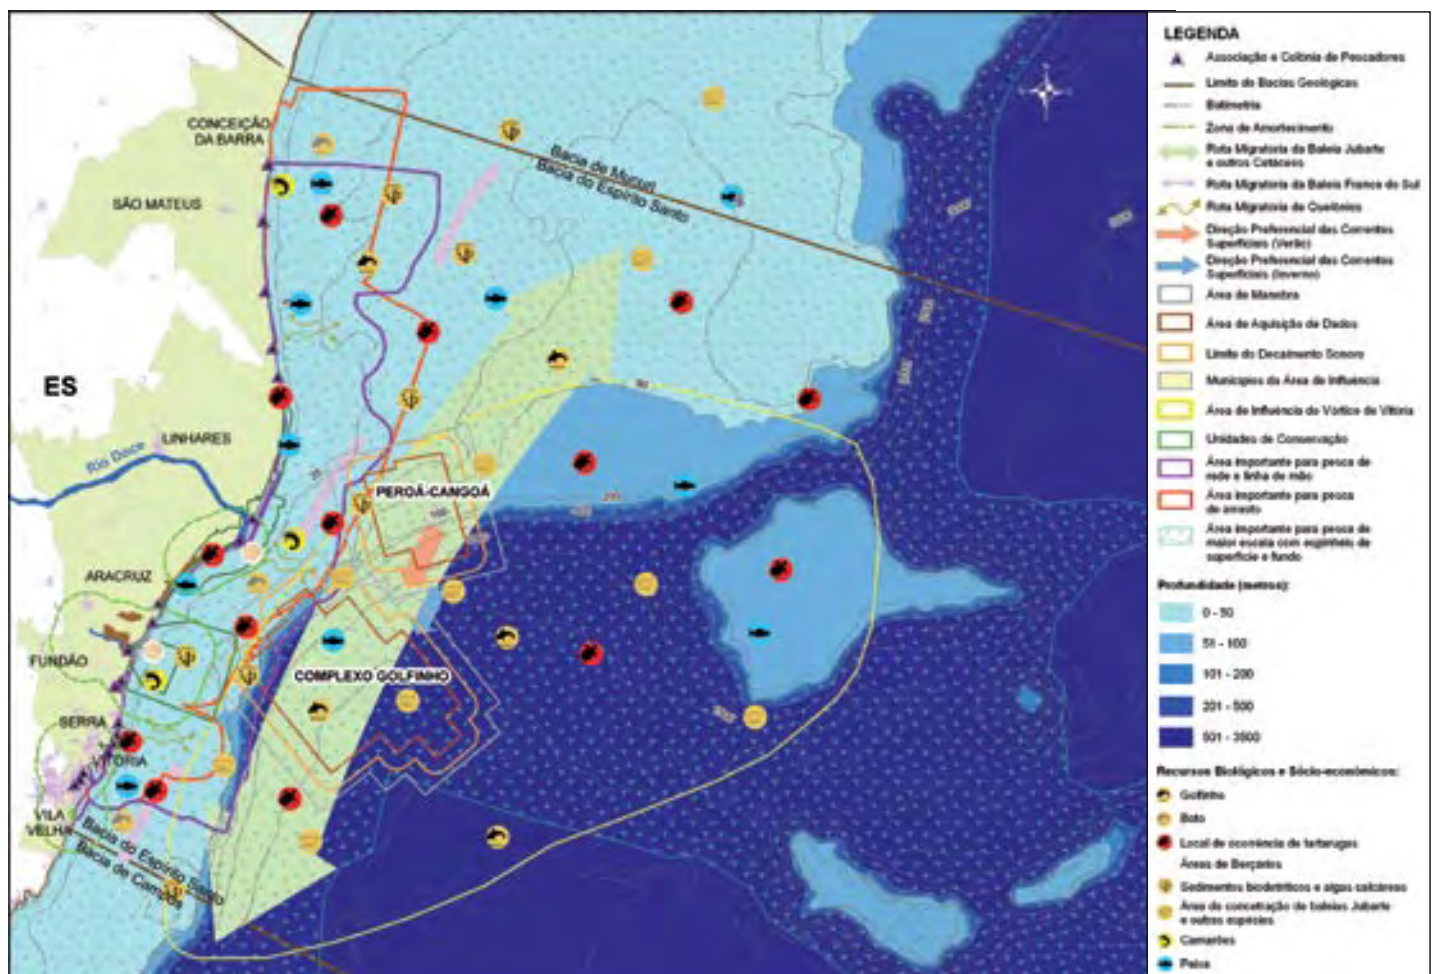 CONCEIÇÃO
DA BARRA
SÃO MATEUS
ES
LINHARES
Rio Doce
ARACRUZ
FUNDÃO
SERRA
VITÓRIA
VILA
VELHA
Bacia de Mucuri
Bacia do Espírito Santo
PEROÁ-CANGOÁ
COMPLEXO GOLFINHO
Bacia do Espírito Santo
Bacia de Campos
LEGENDA
Associação e Colônia de Pescadores
Limite de Bacias Geológicas
Batimetria
Zona de Amortecimento
Rota Migratória da Baleia Jubarte
e outros Cetáceos
Rota Migratória da Baleia Franca do Sul
Rota Migratória de Quelônios
Direção Preferencial das Correntes
Superficiais (Verão)
Direção Preferencial das Correntes
Superficiais (Inverno)
Área de Manobra
Área de Aquisição de Dados
Limite do Decaimento Sonoro
Municípios da Área de Influência
Área de Influência do Vórtice de Vitória
Unidades de Conservação
Área importante para pesca de
rede e linha de mão
Área importante para pesca
de arrasto
Área importante para pesca de
maior escala com espinheis de
superfície e fundo
Profundidade (metros):
0 - 50
51 - 100
101 - 200
201 - 500
501 - 3500
Recursos Biológicos e Sócio-econômicos:
Golfinho
Boto
Local de ocorrência de tartarugas
Áreas de Berçários
Sedimentos biodetríticos e algas calcáreas
Área de concetração de baleias Jubarte
e outras espécies
Camarões
Peixe